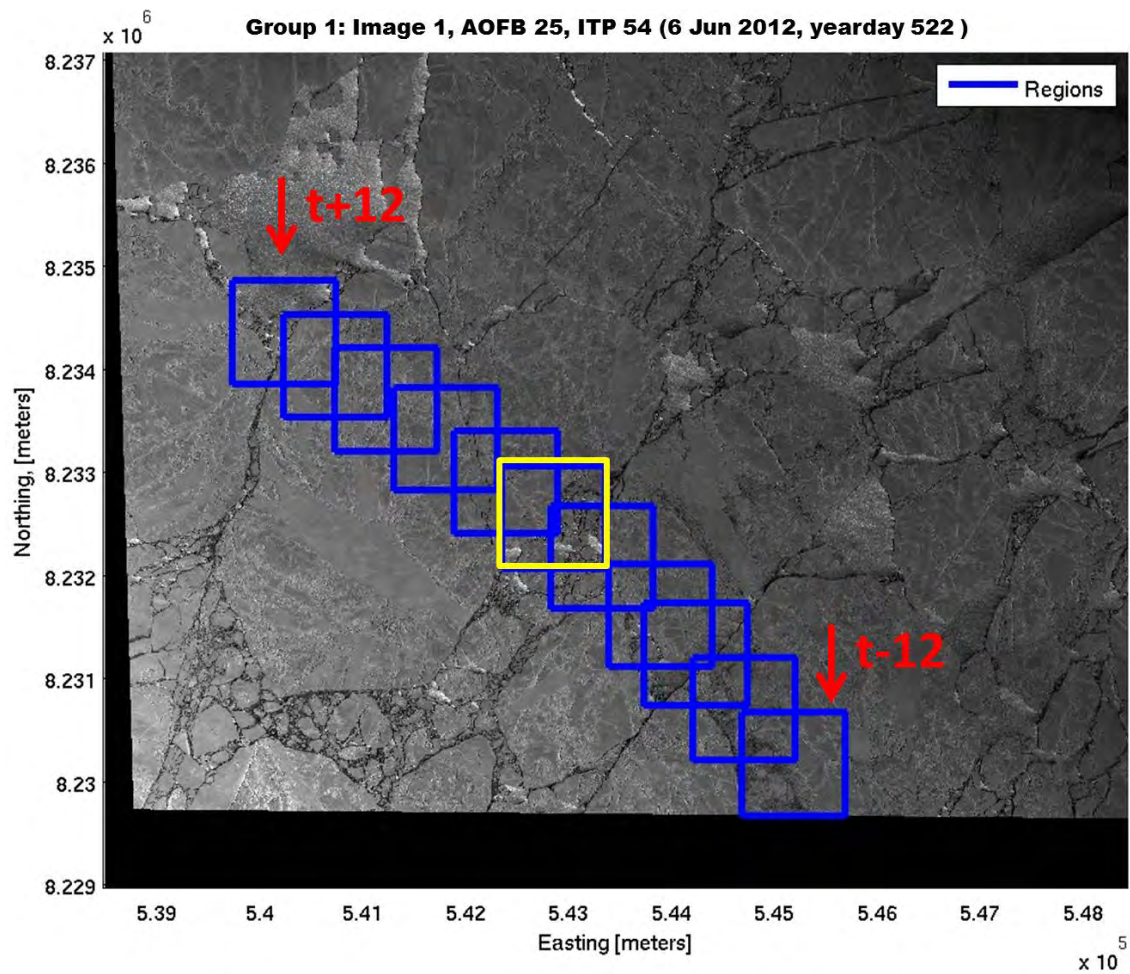 Group 1: Image 1, AOFB 25, ITP 54 (6 Jun 2012, yearday 522 )
x 10^6
Regions
t+12
t-12
8.237
8.236
8.235
8.234
8.233
8.232
8.231
8.23
8.229
Northing, [meters]
5.39 5.4 5.41 5.42 5.43 5.44 5.45 5.46 5.47 5.48
Easting [meters]
x 10^5